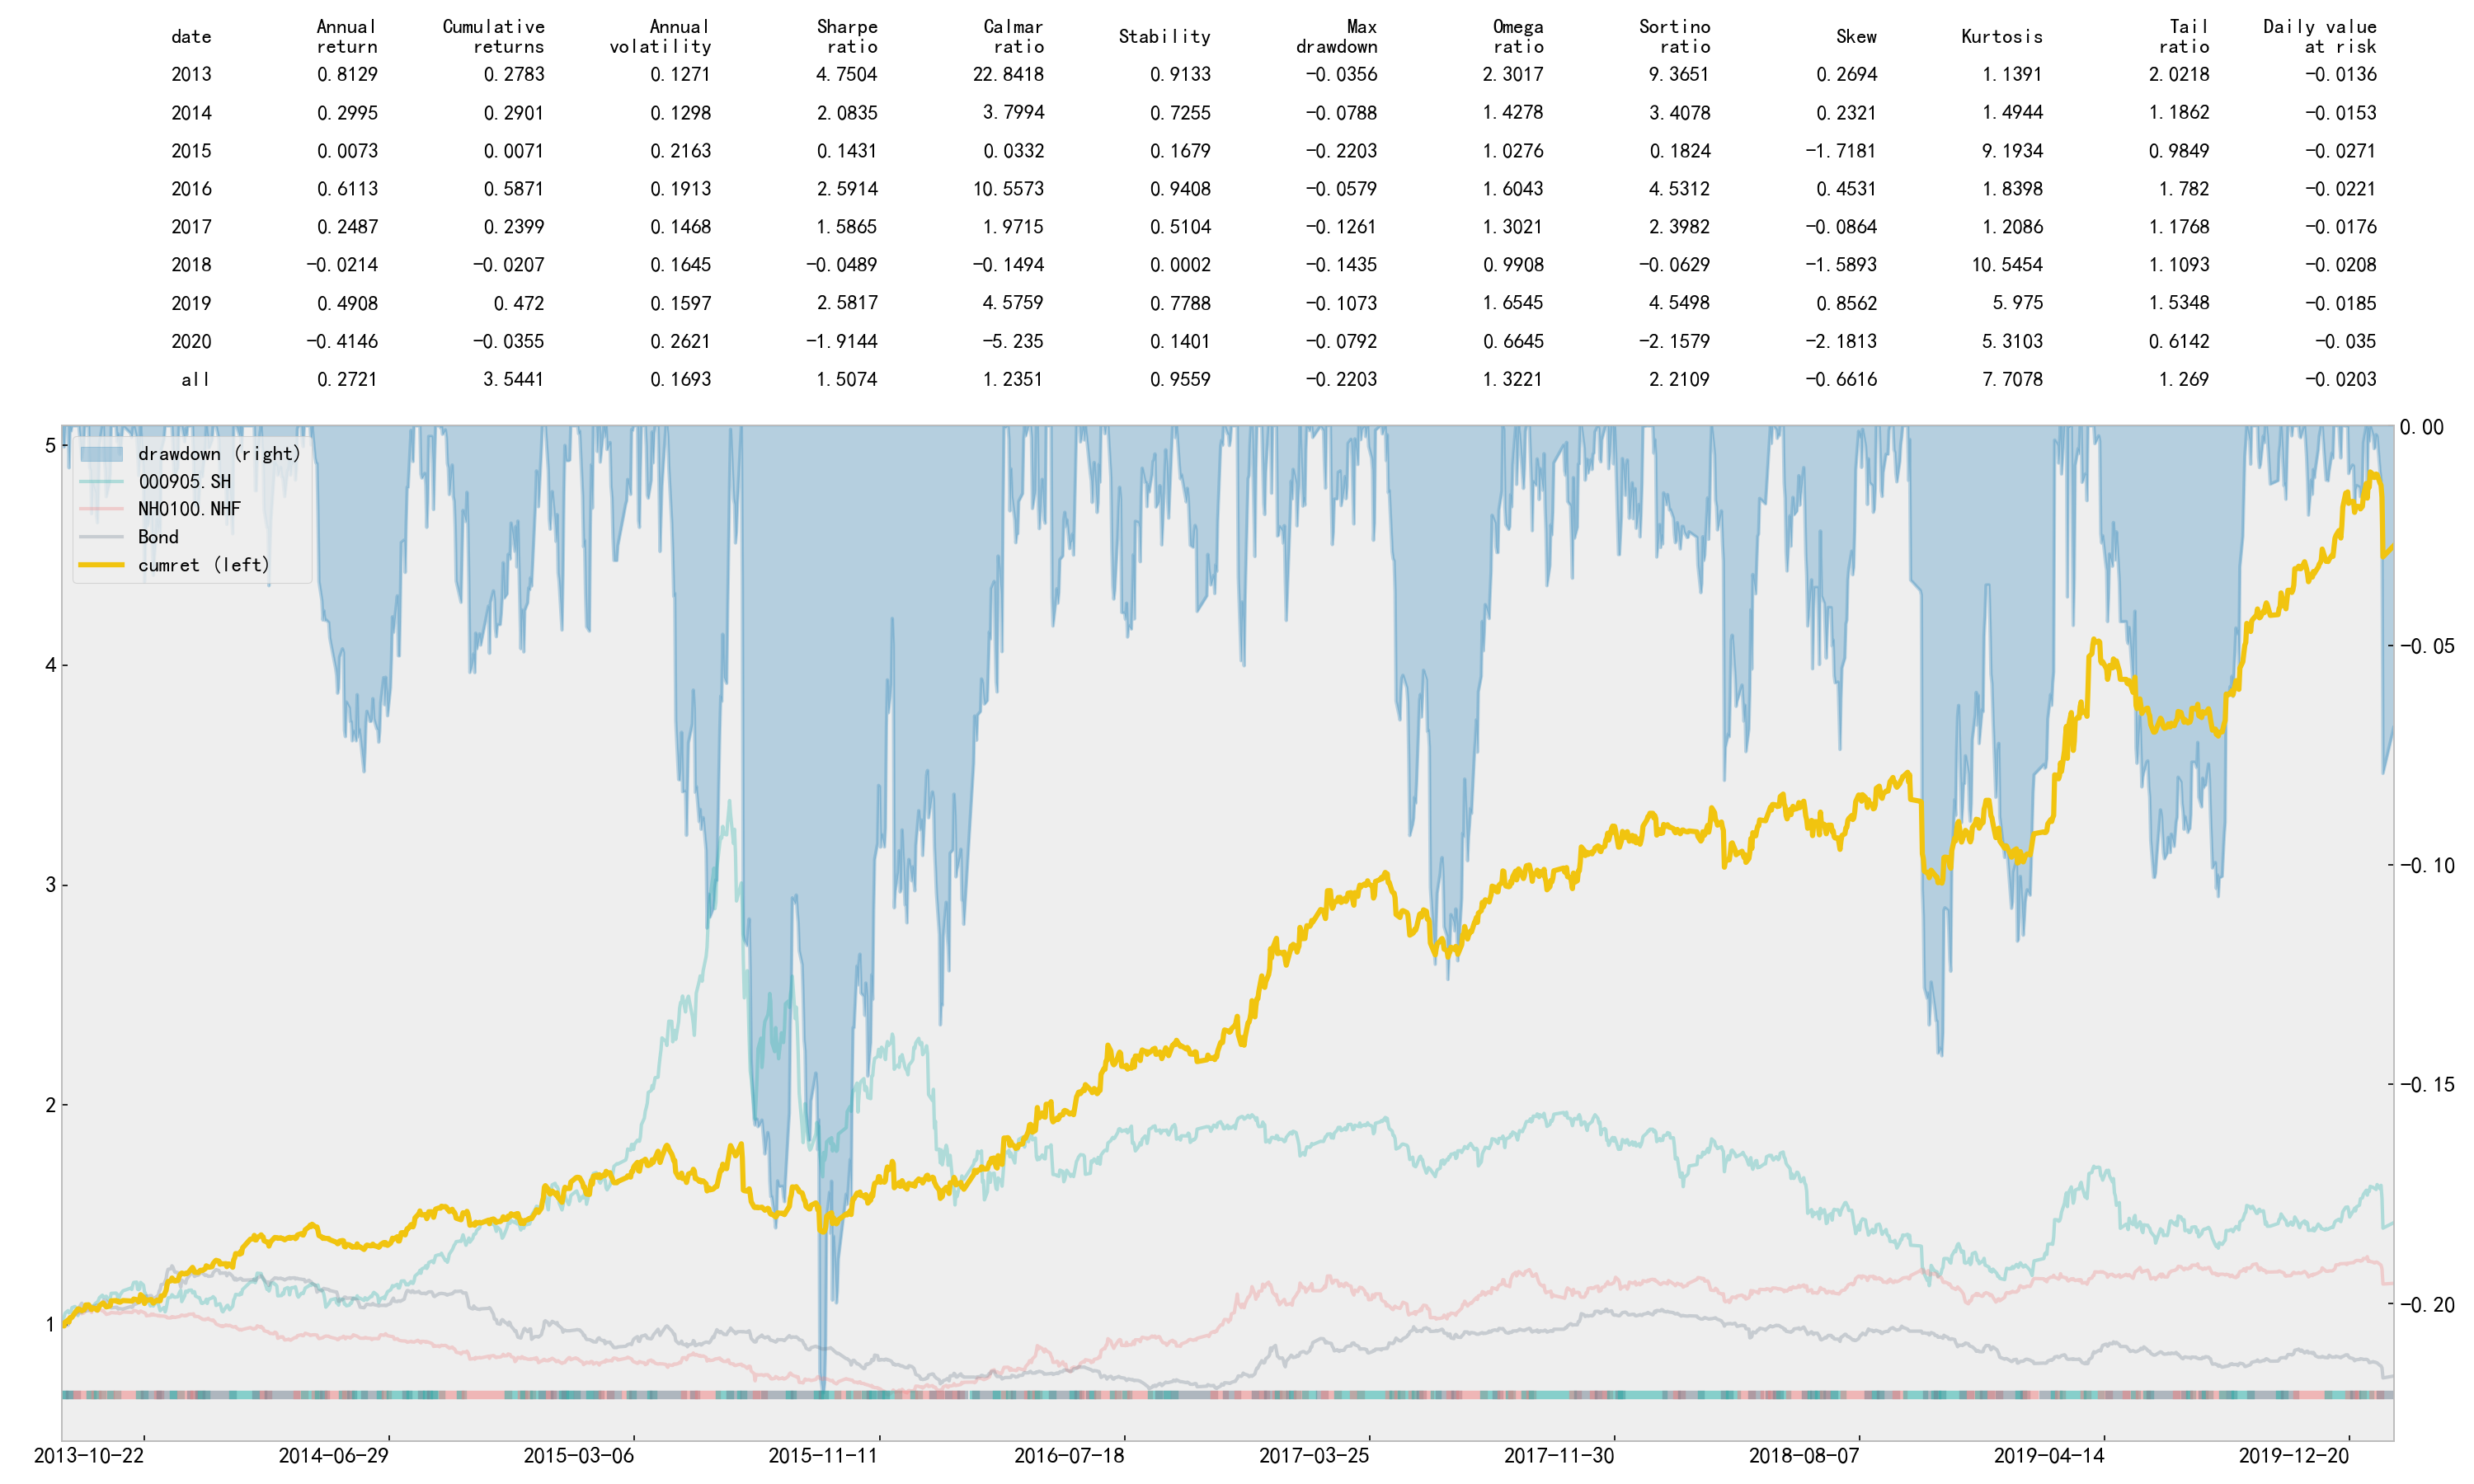 date Annual return Cumulative returns Annual volatility Sharpe ratio Calmar ratio Stability Max drawdown Omega ratio Sortino ratio Skew Kurtosis Tail ratio Daily value at risk
2013 0.8129 0.2783 0.1271 4.7504 22.8418 0.9133 -0.0356 2.3017 9.3651 0.2694 1.1391 2.0218 -0.0136
2014 0.2995 0.2901 0.1298 2.0835 3.7994 0.7255 -0.0788 1.4278 3.4078 0.2321 1.4944 1.1862 -0.0153
2015 0.0073 0.0071 0.2163 0.1431 0.0332 0.1679 -0.2203 1.0276 0.1824 -1.7181 9.1934 0.9849 -0.0271
2016 0.6113 0.5871 0.1913 2.5914 10.5573 0.9408 -0.0579 1.6043 4.5312 0.4531 1.8398 1.782 -0.0221
2017 0.2487 0.2399 0.1468 1.5865 1.9715 0.5104 -0.1261 1.3021 2.3982 -0.0864 1.2086 1.1768 -0.0176
2018 -0.0214 -0.0207 0.1645 -0.0489 -0.1494 0.0002 -0.1435 0.9908 -0.0629 -1.5893 10.5454 1.1093 -0.0208
2019 0.4908 0.472 0.1597 2.5817 4.5759 0.7788 -0.1073 1.6545 4.5498 0.8562 5.975 1.5348 -0.0185
2020 -0.4146 -0.0355 0.2621 -1.9144 -5.235 0.1401 -0.0792 0.6645 -2.1579 -2.1813 5.3103 0.6142 -0.035
all 0.2721 3.5441 0.1693 1.5074 1.2351 0.9559 -0.2203 1.3221 2.2109 -0.6616 7.7078 1.269 -0.0203
drawdown (right)
000905.SH
NH0100.NHF
Bond
cumret (left)
5
4
3
2
1
0.00
-0.05
-0.10
-0.15
-0.20
2013-10-22 2014-06-29 2015-03-06 2015-11-11 2016-07-18 2017-03-25 2017-11-30 2018-08-07 2019-04-14 2019-12-20